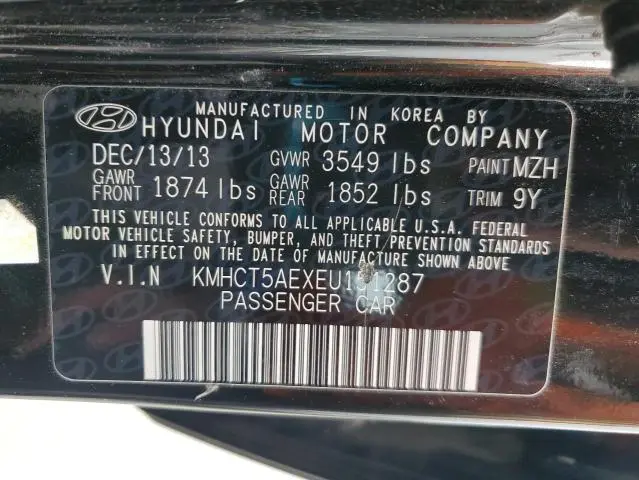 MANUFACTURED IN KOREA BY
HYUNDAI MOTOR COMPANY
DEC/13/13 GVWR 3549 lbs PAINT MZH
GAWR FRONT 1874 lbs GAWR REAR 1852 lbs TRIM 9Y
THIS VEHICLE CONFORMS TO ALL APPLICABLE U.S.A. FEDERAL
MOTOR VEHICLE SAFETY, BUMPER, AND THEFT PREVENTION STANDARDS
IN EFFECT ON THE DATE OF MANUFACTURE SHOWN ABOVE
V.I.N KMHCT5AEXEU151287
PASSENGER CAR